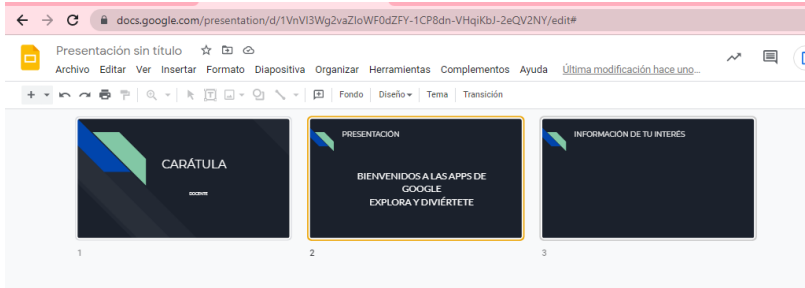 docs.google.com/presentation/d/1VnVl3Wg2vaZIoWF0dZFY-1CP8dn-VHqiKbJ-2eQV2NY/edit#
Presentación sin título
Archivo Editar Ver Insertar Formato Diapositiva Organizar Herramientas Complementos Ayuda Última modificación hace uno...
Fondo Diseño Tema Transición
CARÁTULA
DOCENTE
1
PRESENTACIÓN
BIENVENIDOS A LAS APPS DE
GOOGLE
EXPLORA Y DIVIÉRTETE
2
INFORMACIÓN DE TU INTERÉS
3